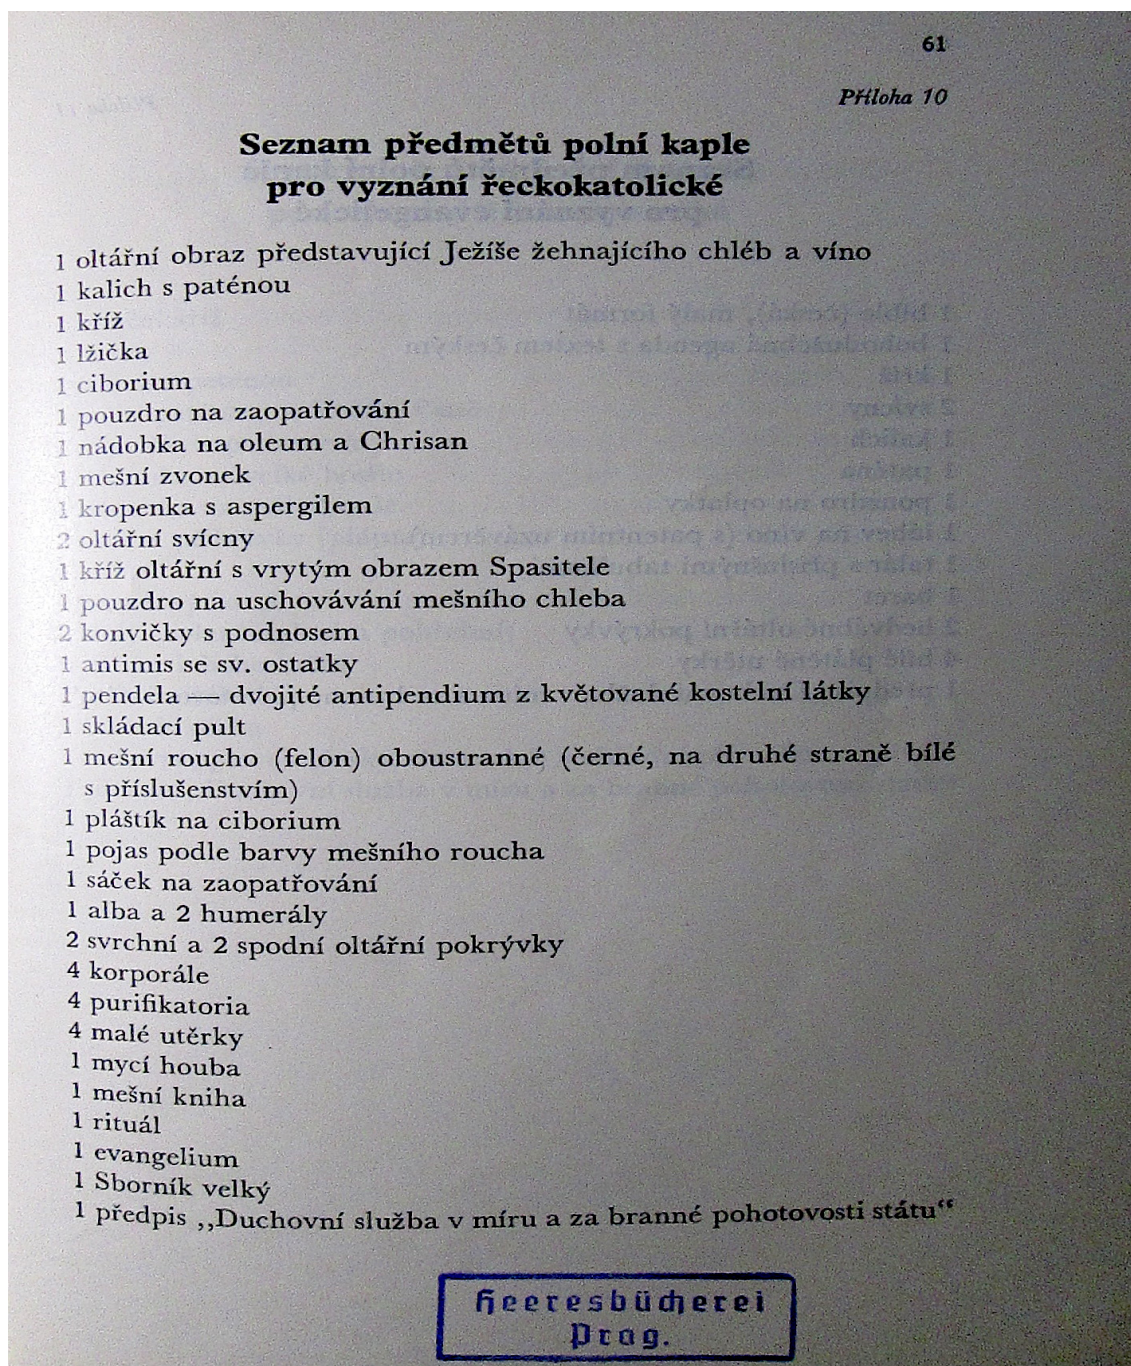 61
Příloha 10
Seznam předmětů polní kaple
pro vyznání řeckokatolické
1 oltářní obraz představující Ježíše žehnajícího chléb a víno
1 kalich s paténou
1 kříž
1 lžička
1 ciborium
1 pouzdro na zaopatřování
1 nádobka na oleum a Chrisan
1 mešní zvonek
1 kropenka s aspergilem
2 oltářní svícny
1 kříž oltářní s vrytým obrazem Spasitele
1 pouzdro na uschovávání mešního chleba
2 konvičky s podnosem
1 antimis se sv. ostatky
1 pendela — dvojité antipendium z květované kostelní látky
1 skládací pult
1 mešní roucho (felon) oboustranné (černé, na druhé straně bílé
s příslušenstvím)
1 pláštík na ciborium
1 pojas podle barvy mešního roucha
1 sáček na zaopatřování
1 alba a 2 humerály
2 svrchní a 2 spodní oltářní pokrývky
4 korporále
4 purifikatoria
4 malé utěrky
1 mycí houba
1 mešní kniha
1 rituál
1 evangelium
1 Sborník velký
1 předpis ,,Duchovní služba v míru a za branné pohotovosti státu“
Heeresbücherei
Prag.